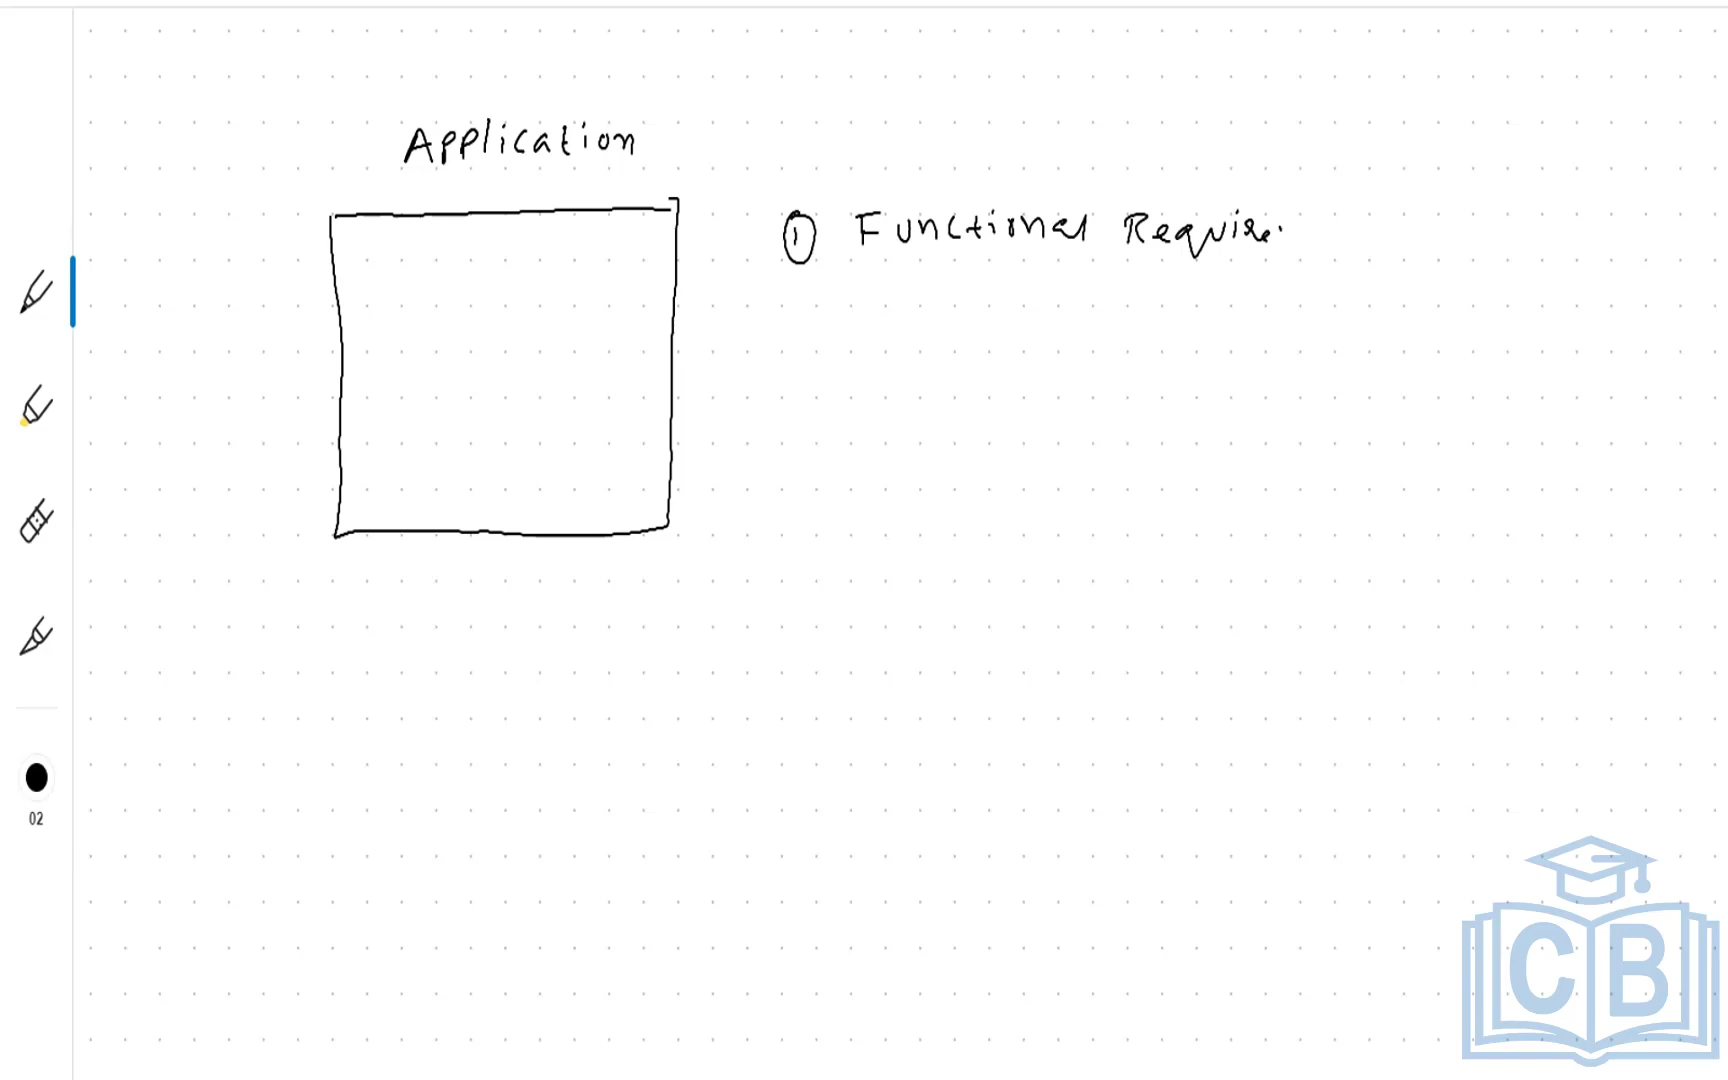 Application
① Functional Require.
02
CB